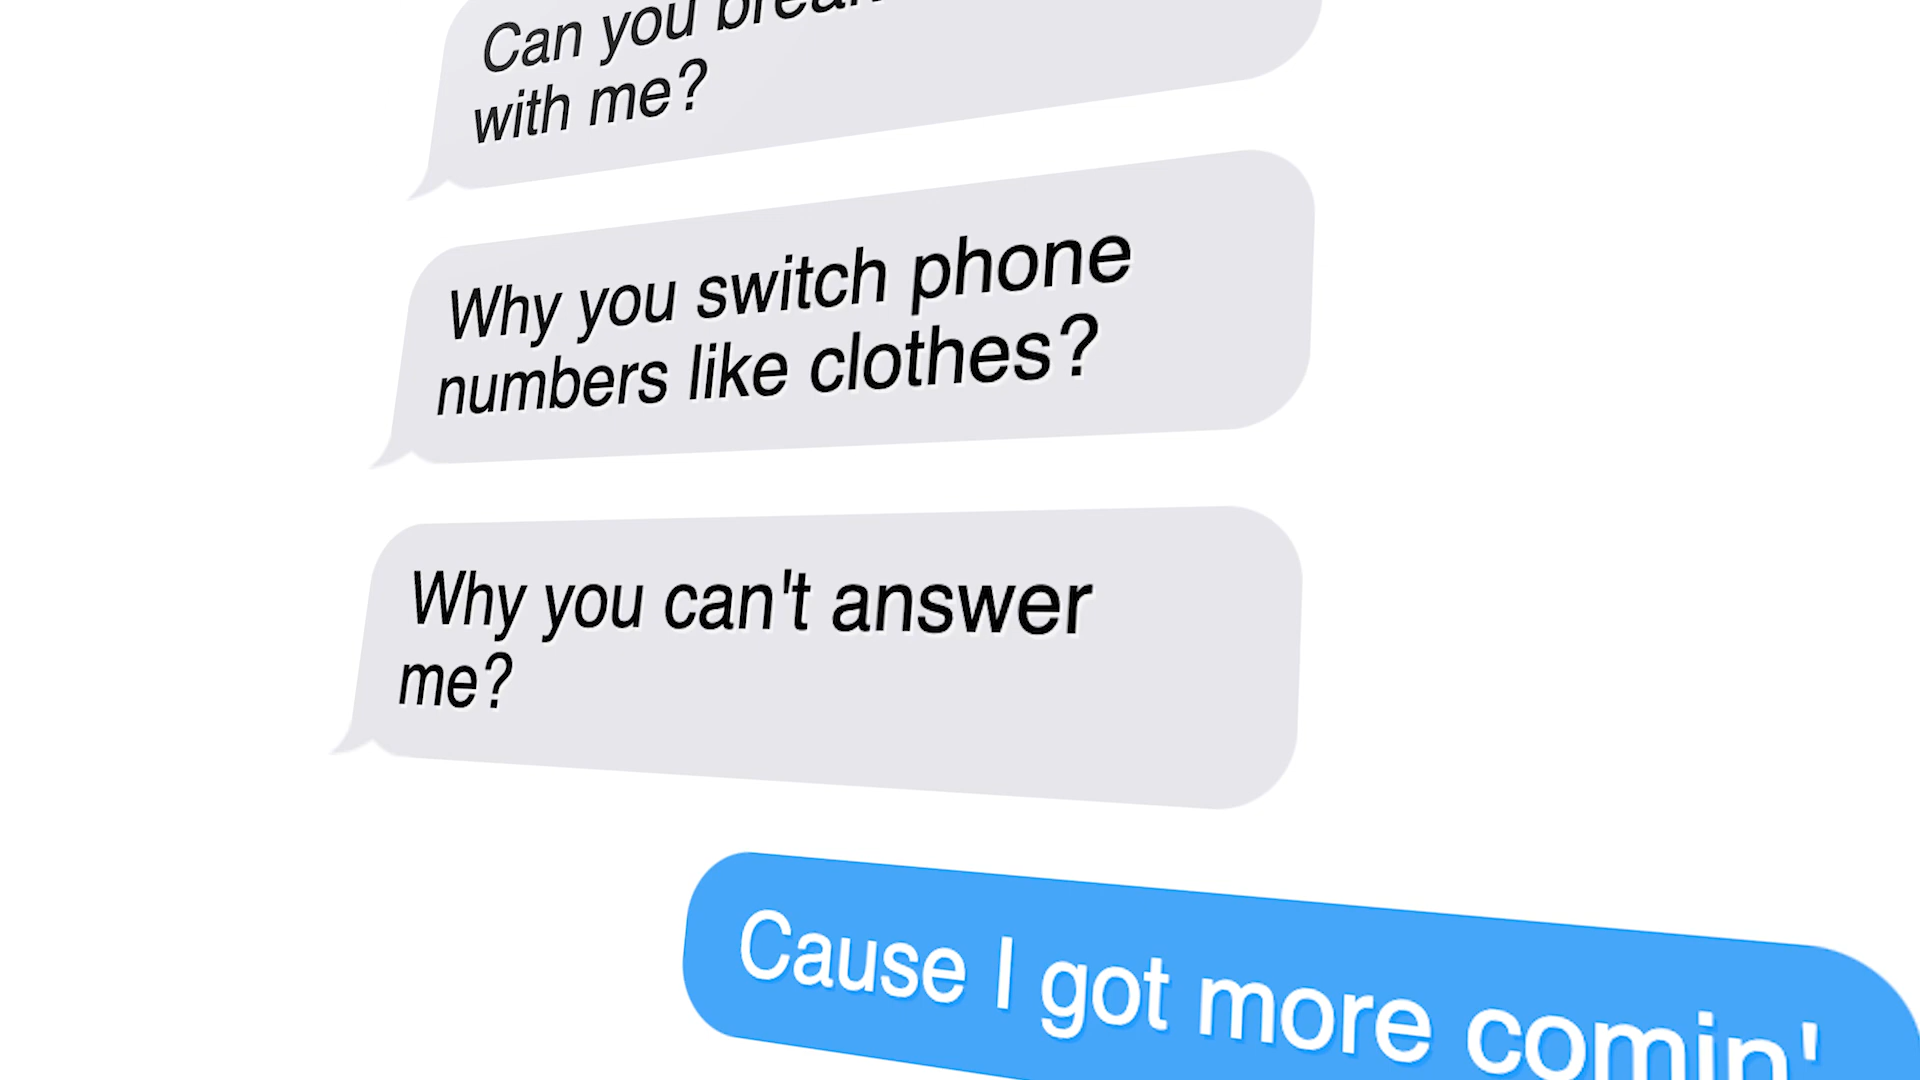 Can you
with me?
Why you switch phone
numbers like clothes?
Why you can't answer
me?
Cause I got more comin'